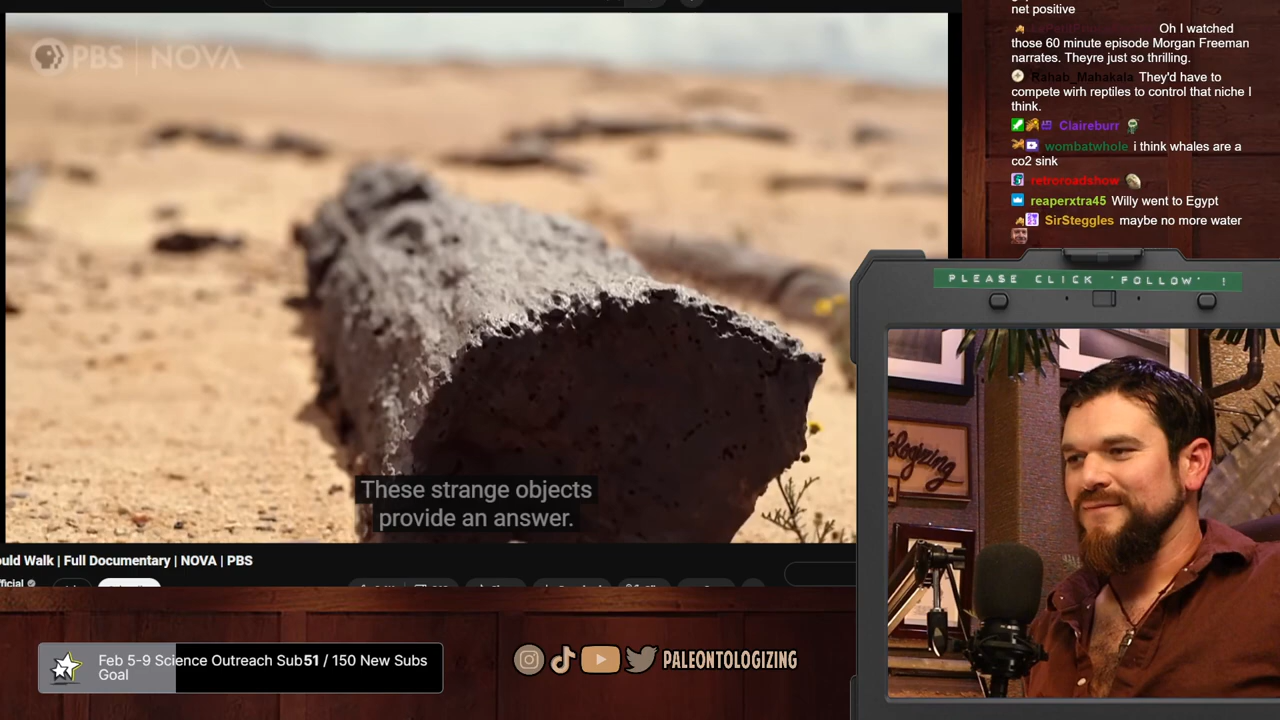 PBS | NOVA
These strange objects
provide an answer.
ould Walk | Full Documentary | NOVA | PBS
net positive
Oh I watched
those 60 minute episode Morgan Freeman
narrates. Theyre just so thrilling.
Rahab_Mahakala They'd have to
compete wirh reptiles to control that niche I
think.
Claireburr
wombatwhole i think whales are a
co2 sink
retroroadshow
reaperxtra45 Willy went to Egypt
SirSteggles maybe no more water
PLEASE CLICK 'FOLLOW' !
ologizing
Feb 5-9 Science Outreach Sub 51 / 150 New Subs
Goal
PALEONTOLOGIZING